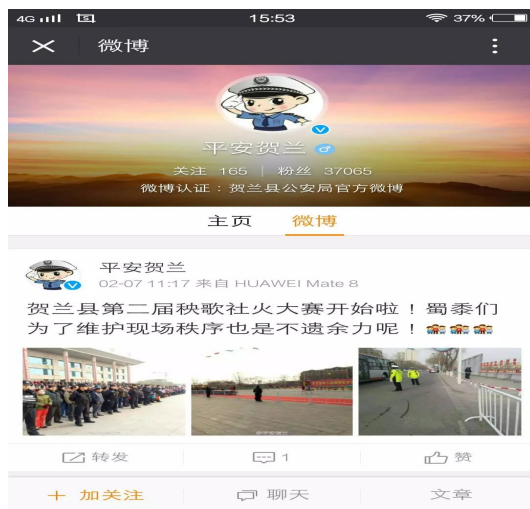 4G 15:53 37%
微博
平安贺兰
关注 165 | 粉丝 37065
微博认证：贺兰县公安局官方微博
主页 微博
平安贺兰
02-07 11:17 来自 HUAWEI Mate 8
贺兰县第二届秧歌社火大赛开始啦！蜀黍们
为了维护现场秩序也是不遗余力呢！
转发 1 赞
＋ 加关注 聊天 文章